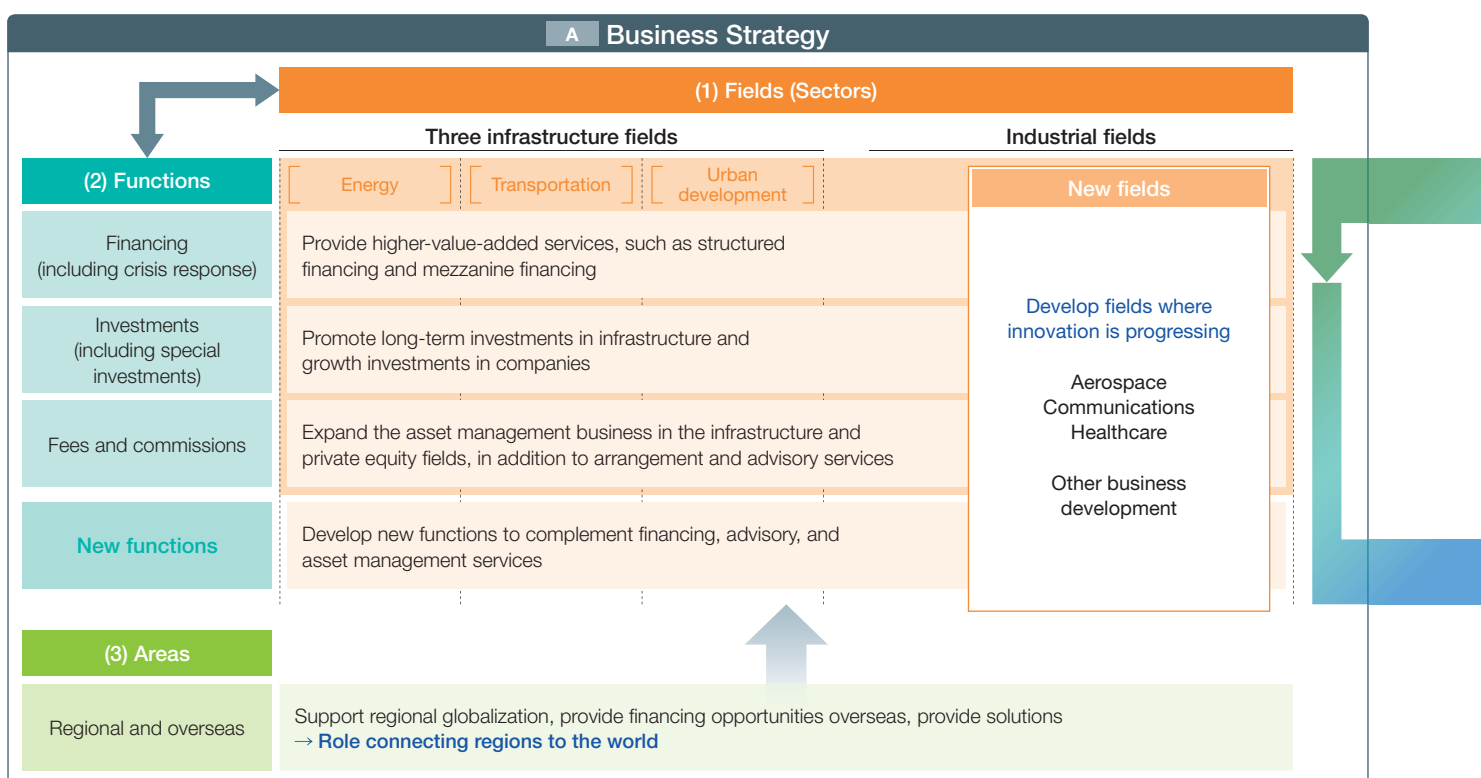 A Business Strategy
(1) Fields (Sectors)
Three infrastructure fields
Industrial fields
(2) Functions
Energy
Transportation
Urban
development
New fields
Financing
(including crisis response)
Provide higher-value-added services, such as structured
financing and mezzanine financing
Investments
(including special
investments)
Promote long-term investments in infrastructure and
growth investments in companies
Fees and commissions
Expand the asset management business in the infrastructure and
private equity fields, in addition to arrangement and advisory services
New functions
Develop new functions to complement financing, advisory, and
asset management services
Develop fields where
innovation is progressing
Aerospace
Communications
Healthcare
Other business
development
(3) Areas
Regional and overseas
Support regional globalization, provide financing opportunities overseas, provide solutions
→ Role connecting regions to the world